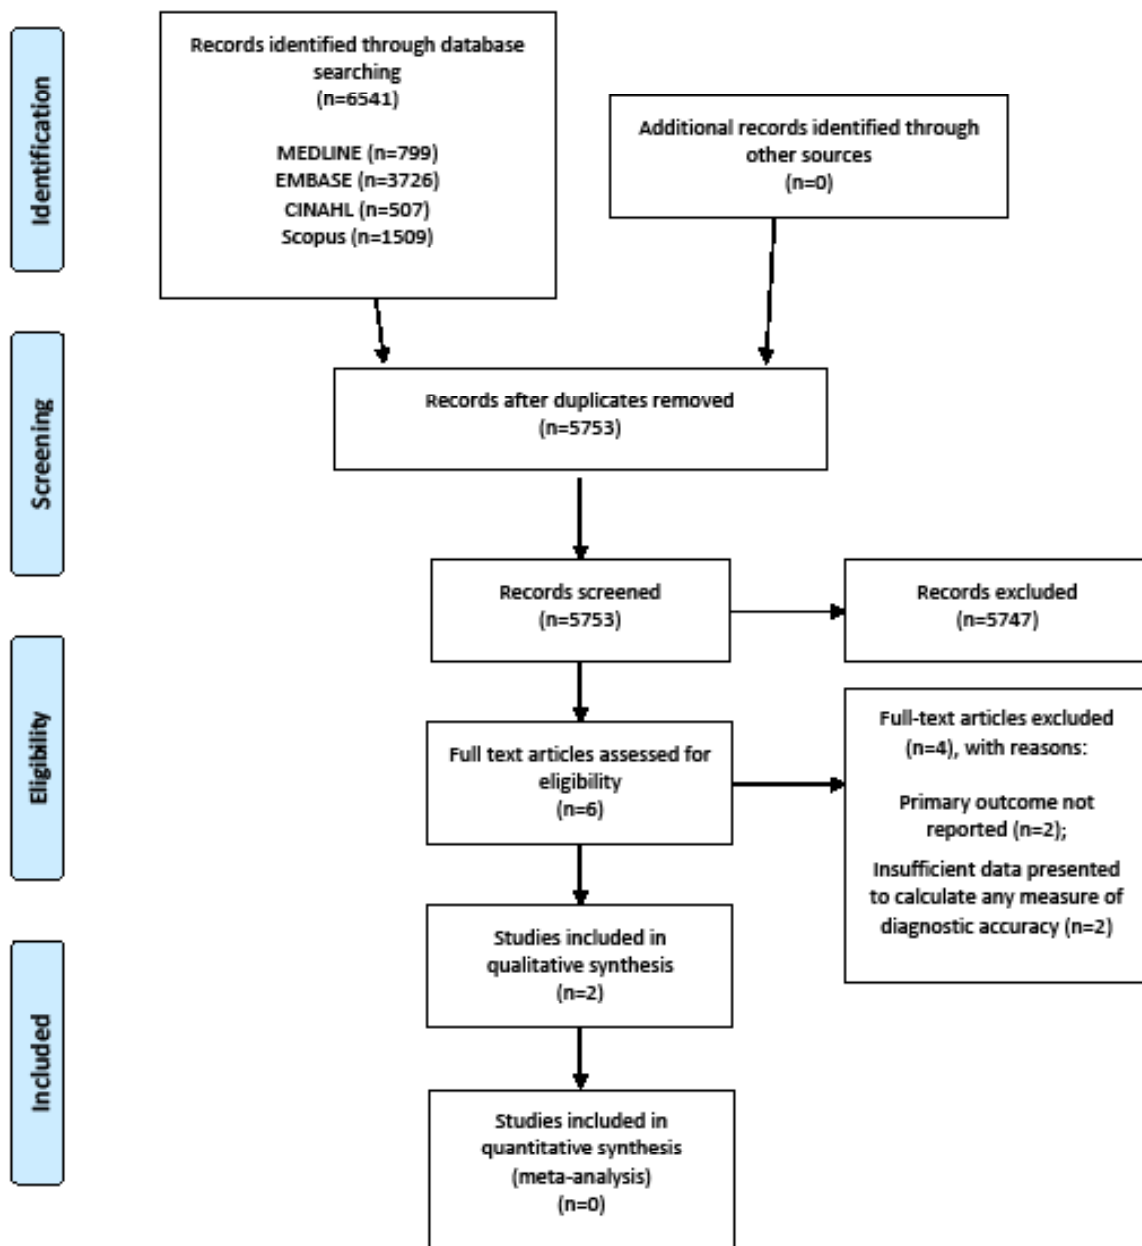 Identification
Records identified through database
searching
(n=6541)
MEDLINE (n=799)
EMBASE (n=3726)
CINAHL (n=507)
Scopus (n=1509)
Additional records identified through
other sources
(n=0)
Screening
Records after duplicates removed
(n=5753)
Records screened
(n=5753)
Records excluded
(n=5747)
Eligibility
Full text articles assessed for
eligibility
(n=6)
Full-text articles excluded
(n=4), with reasons:
Primary outcome not
reported (n=2);
Insufficient data presented
to calculate any measure of
diagnostic accuracy (n=2)
Included
Studies included in
qualitative synthesis
(n=2)
Studies included in
quantitative synthesis
(meta-analysis)
(n=0)